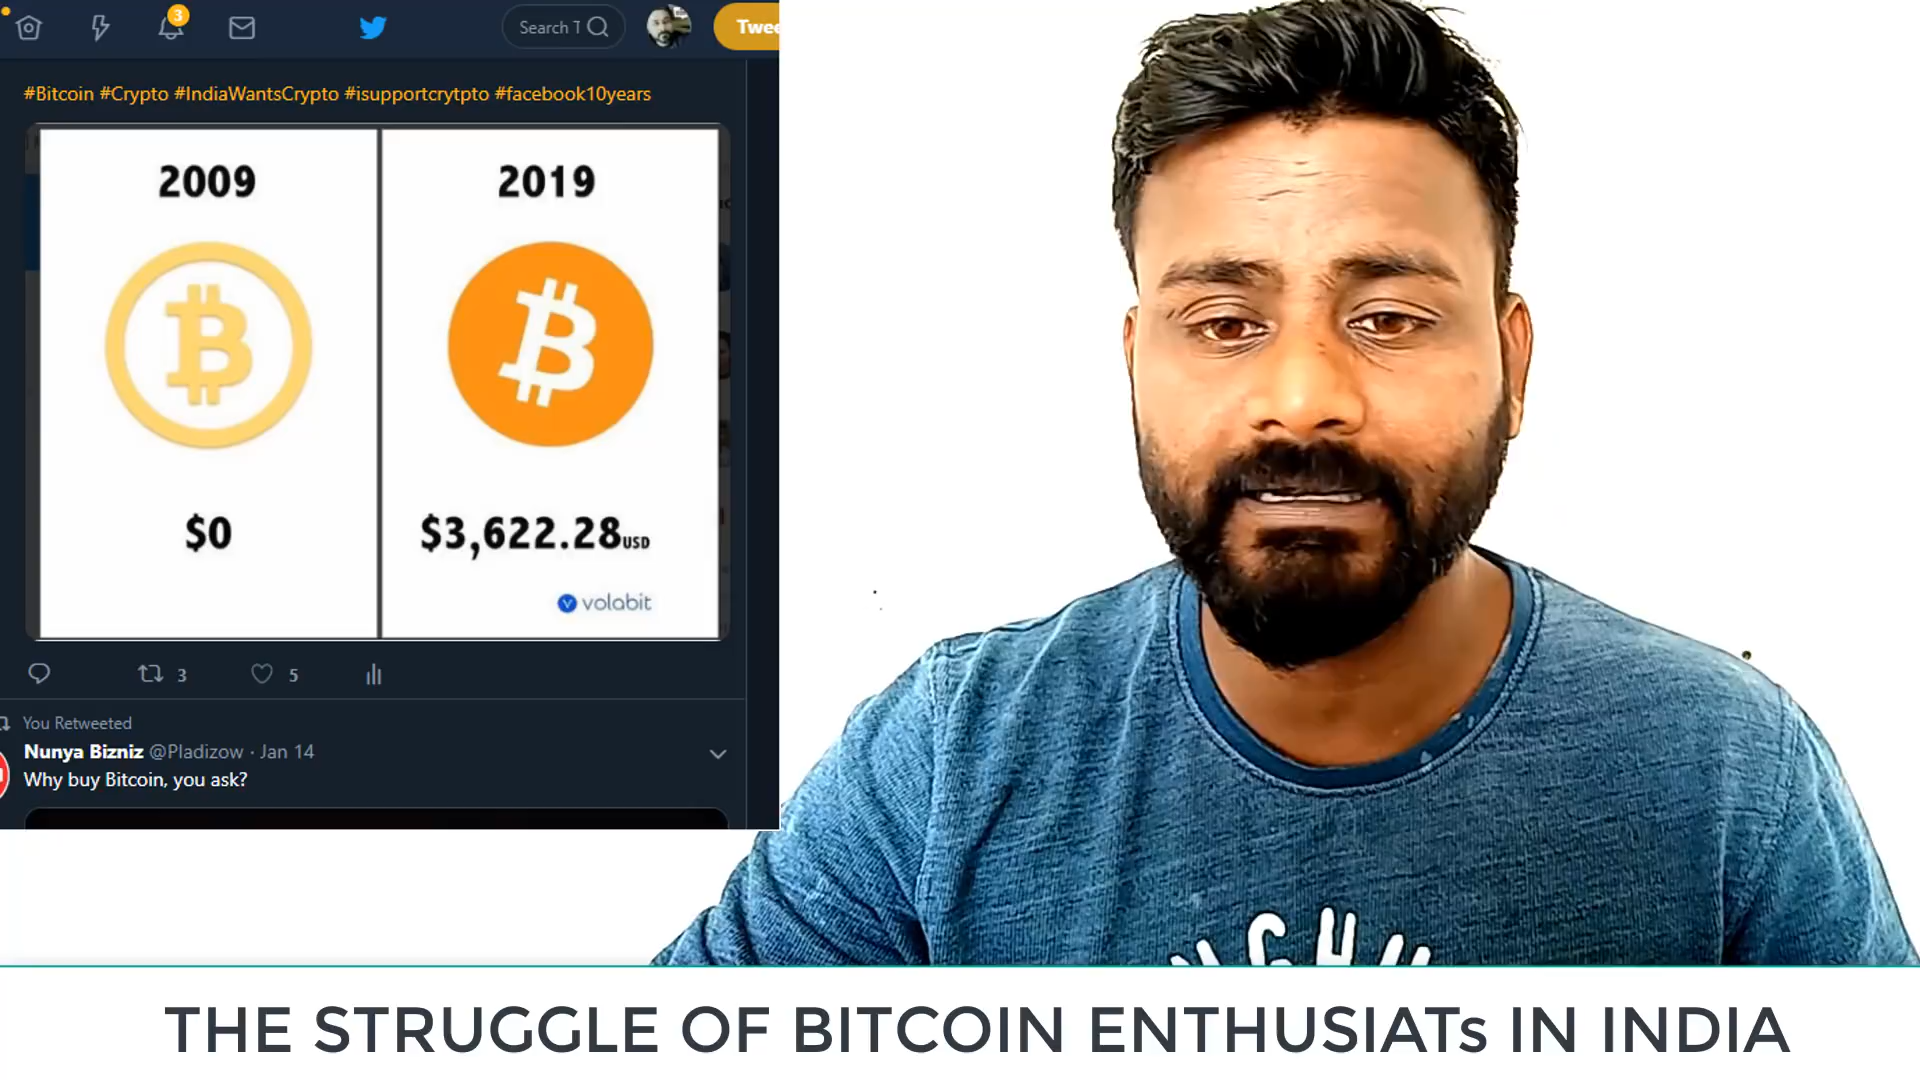 3
Search T
Twee
#Bitcoin #Crypto #IndiaWantsCrypto #isupportcrytpto #facebook10years
2009
2019
$0
$3,622.28USD
volabit
3
5
You Retweeted
Nunya Bizniz @Pladizow · Jan 14
Why buy Bitcoin, you ask?
THE STRUGGLE OF BITCOIN ENTHUSIATs IN INDIA